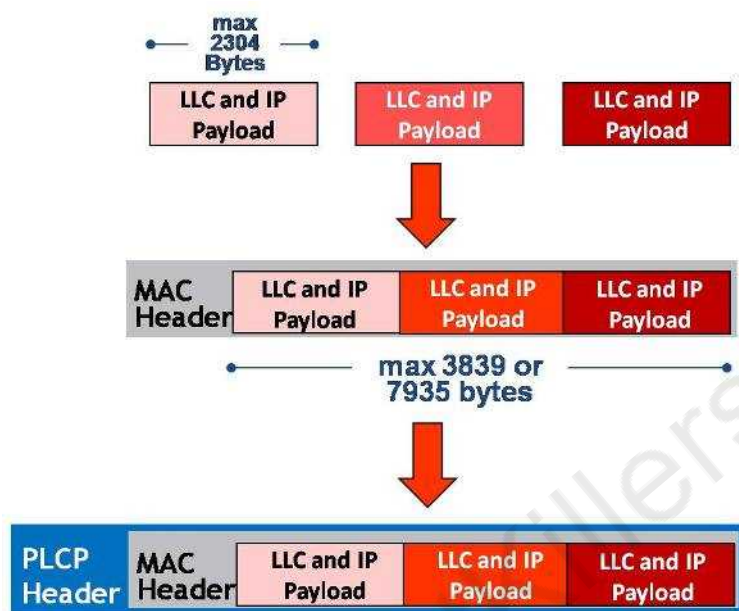 max
2304
Bytes
LLC and IP
Payload
LLC and IP
Payload
LLC and IP
Payload
MAC
Header
LLC and IP
Payload
LLC and IP
Payload
LLC and IP
Payload
max 3839 or
7935 bytes
PLCP
Header
MAC
Header
LLC and IP
Payload
LLC and IP
Payload
LLC and IP
Payload